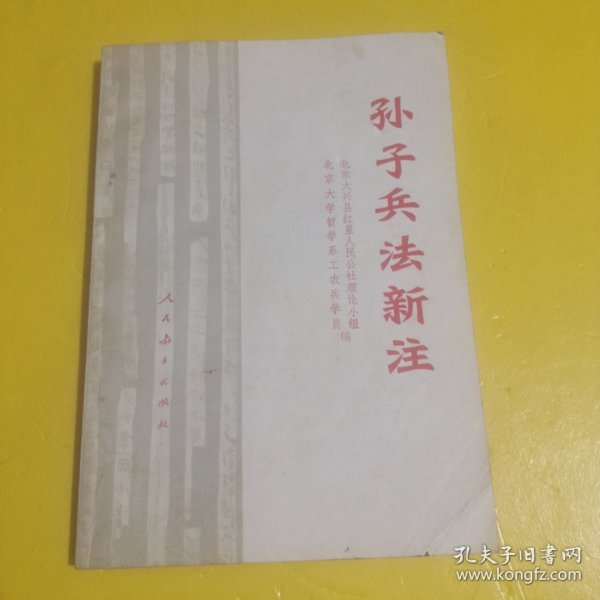 孙子兵法新注
北京大兴县红星人民公社理论小组
北京大学哲学系工农兵学员
编
人民教育出版社
孔夫子旧书网
www.kongfz.com